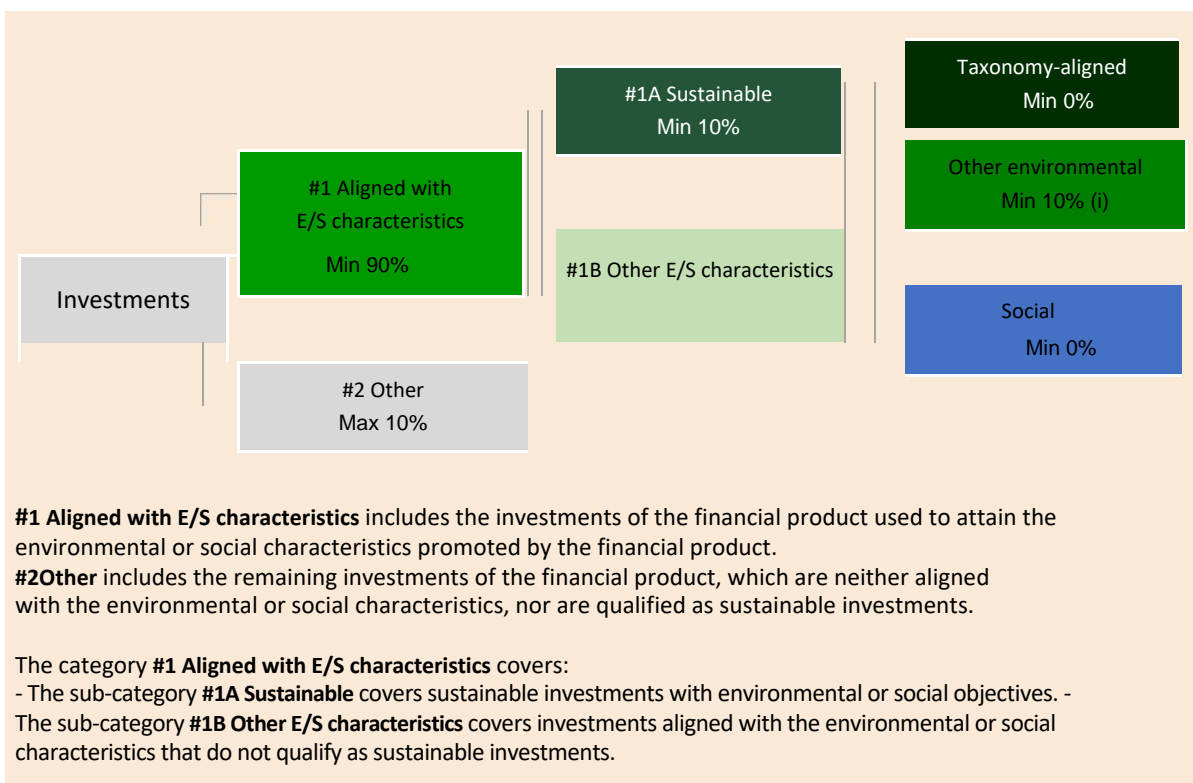 Investments
#1 Aligned with
E/S characteristics
Min 90%
#2 Other
Max 10%
#1A Sustainable
Min 10%
#1B Other E/S characteristics
Taxonomy-aligned
Min 0%
Other environmental
Min 10% (i)
Social
Min 0%
#1 Aligned with E/S characteristics includes the investments of the financial product used to attain the
environmental or social characteristics promoted by the financial product.
#2Other includes the remaining investments of the financial product, which are neither aligned
with the environmental or social characteristics, nor are qualified as sustainable investments.
The category #1 Aligned with E/S characteristics covers:
- The sub-category #1A Sustainable covers sustainable investments with environmental or social objectives. -
The sub-category #1B Other E/S characteristics covers investments aligned with the environmental or social
characteristics that do not qualify as sustainable investments.